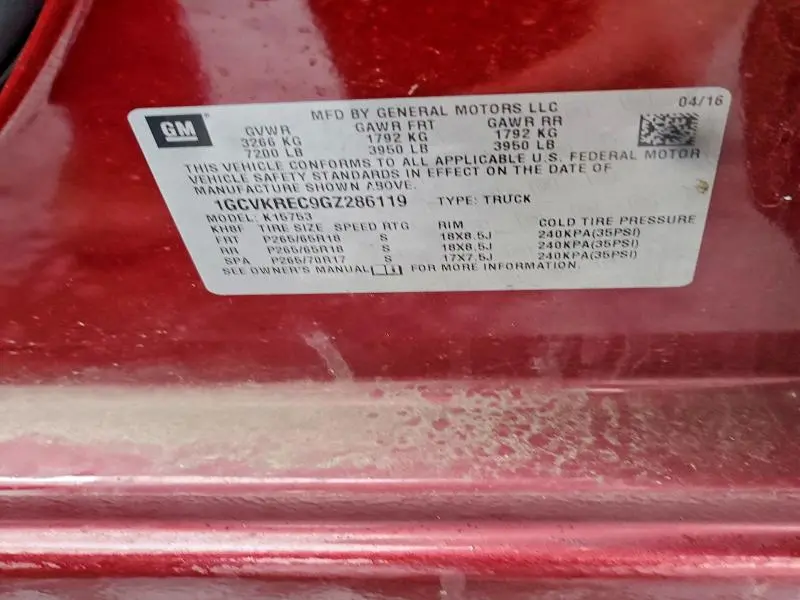 GM
MFD BY GENERAL MOTORS LLC 04/16
GVWR GAWR FRT GAWR RR
3266 KG 1792 KG 1792 KG
7200 LB 3950 LB 3950 LB
THIS VEHICLE CONFORMS TO ALL APPLICABLE U.S. FEDERAL MOTOR
VEHICLE SAFETY STANDARDS IN EFFECT ON THE DATE OF
MANUFACTURE SHOWN ABOVE.
1GCVKREC9GZ286119 TYPE: TRUCK
MODEL: K15753
KH8F TIRE SIZE SPEED RTG RIM COLD TIRE PRESSURE
FRT P265/65R18 S 18X8.5J 240KPA(35PSI)
RR P265/65R18 S 18X8.5J 240KPA(35PSI)
SPA P265/70R17 S 17X7.5J 240KPA(35PSI)
SEE OWNER'S MANUAL FOR MORE INFORMATION.